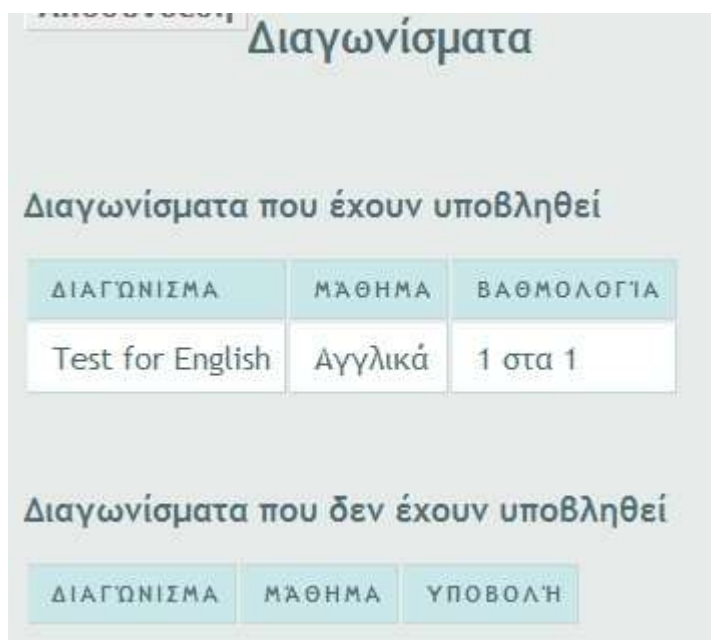 Αποσύνδεση
Διαγωνίσματα
Διαγωνίσματα που έχουν υποβληθεί
ΔΙΑΓΏΝΙΣΜΑ ΜΆΘΗΜΑ ΒΑΘΜΟΛΟΓΊΑ
Test for English Αγγλικά 1 στα 1
Διαγωνίσματα που δεν έχουν υποβληθεί
ΔΙΑΓΏΝΙΣΜΑ ΜΆΘΗΜΑ ΥΠΟΒΟΛΉ